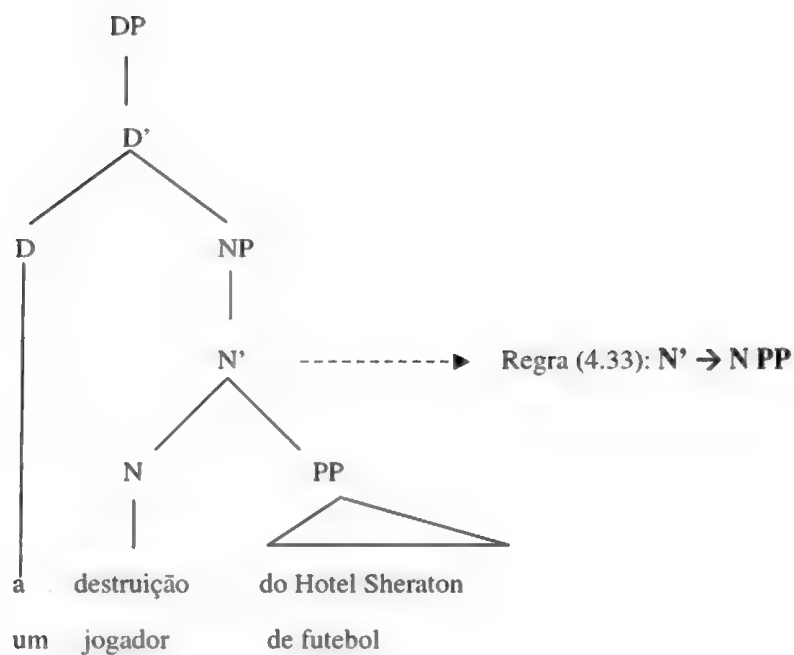 DP
D’
D NP
N’ Regra (4.33): N’ → N PP
N PP
a destruição do Hotel Sheraton
um jogador de futebol